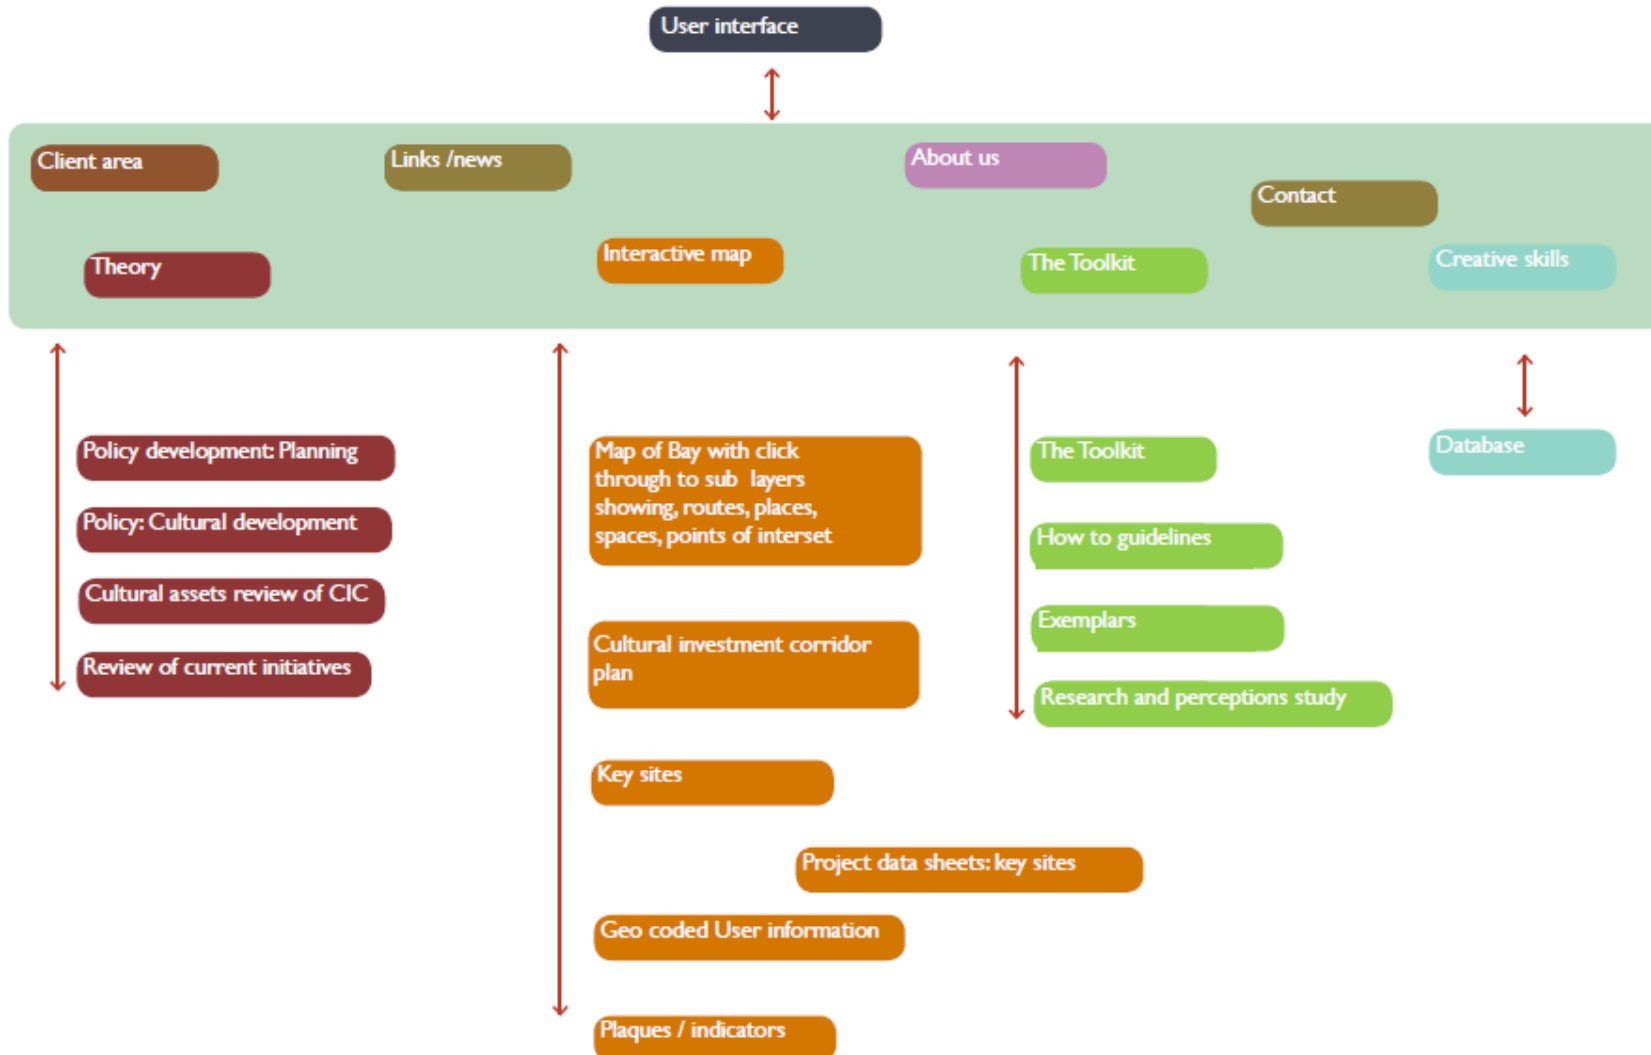 User interface
Client area
Links /news
About us
Contact
Theory
Interactive map
The Toolkit
Creative skills
Policy development: Planning
Policy: Cultural development
Cultural assets review of CIC
Review of current initiatives
Map of Bay with click
through to sub layers
showing, routes, places,
spaces, points of interset
Cultural investment corridor
plan
Key sites
Project data sheets: key sites
Geo coded User information
Plaques / indicators
The Toolkit
How to guidelines
Exemplars
Research and perceptions study
Database